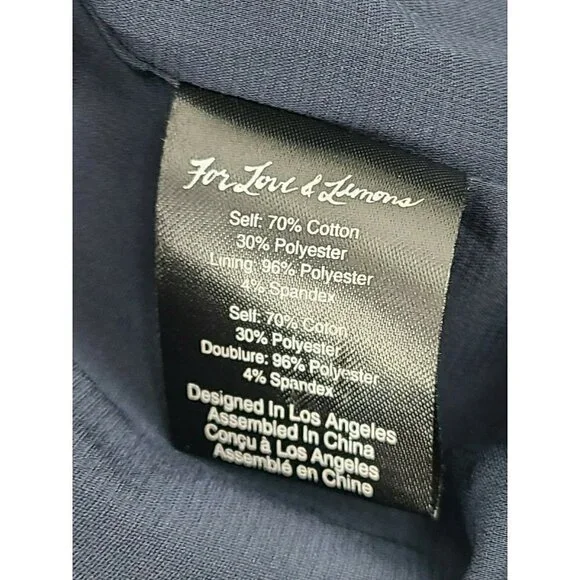 For Love & Lemons
Self: 70% Cotton
30% Polyester
Lining: 96% Polyester
4% Spandex
Self: 70% Coton
30% Polyester
Doublure: 96% Polyester
4% Spandex
Designed In Los Angeles
Assembled In China
Conçu à Los Angeles
Assemblé en Chine